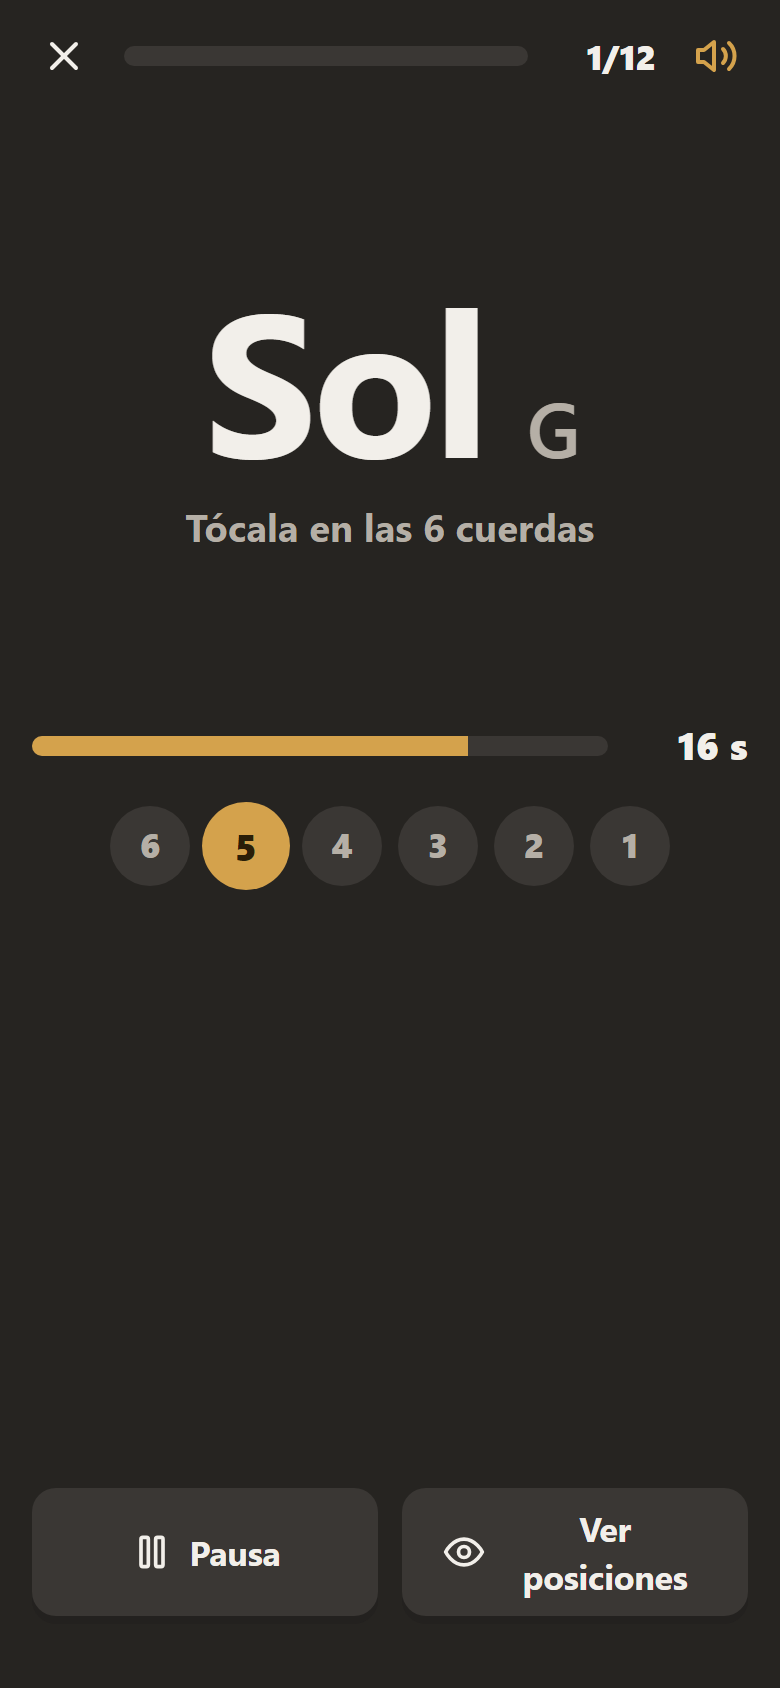 1/12
Sol G
Tócala en las 6 cuerdas
16 s
6 5 4 3 2 1
Pausa
Ver
posiciones